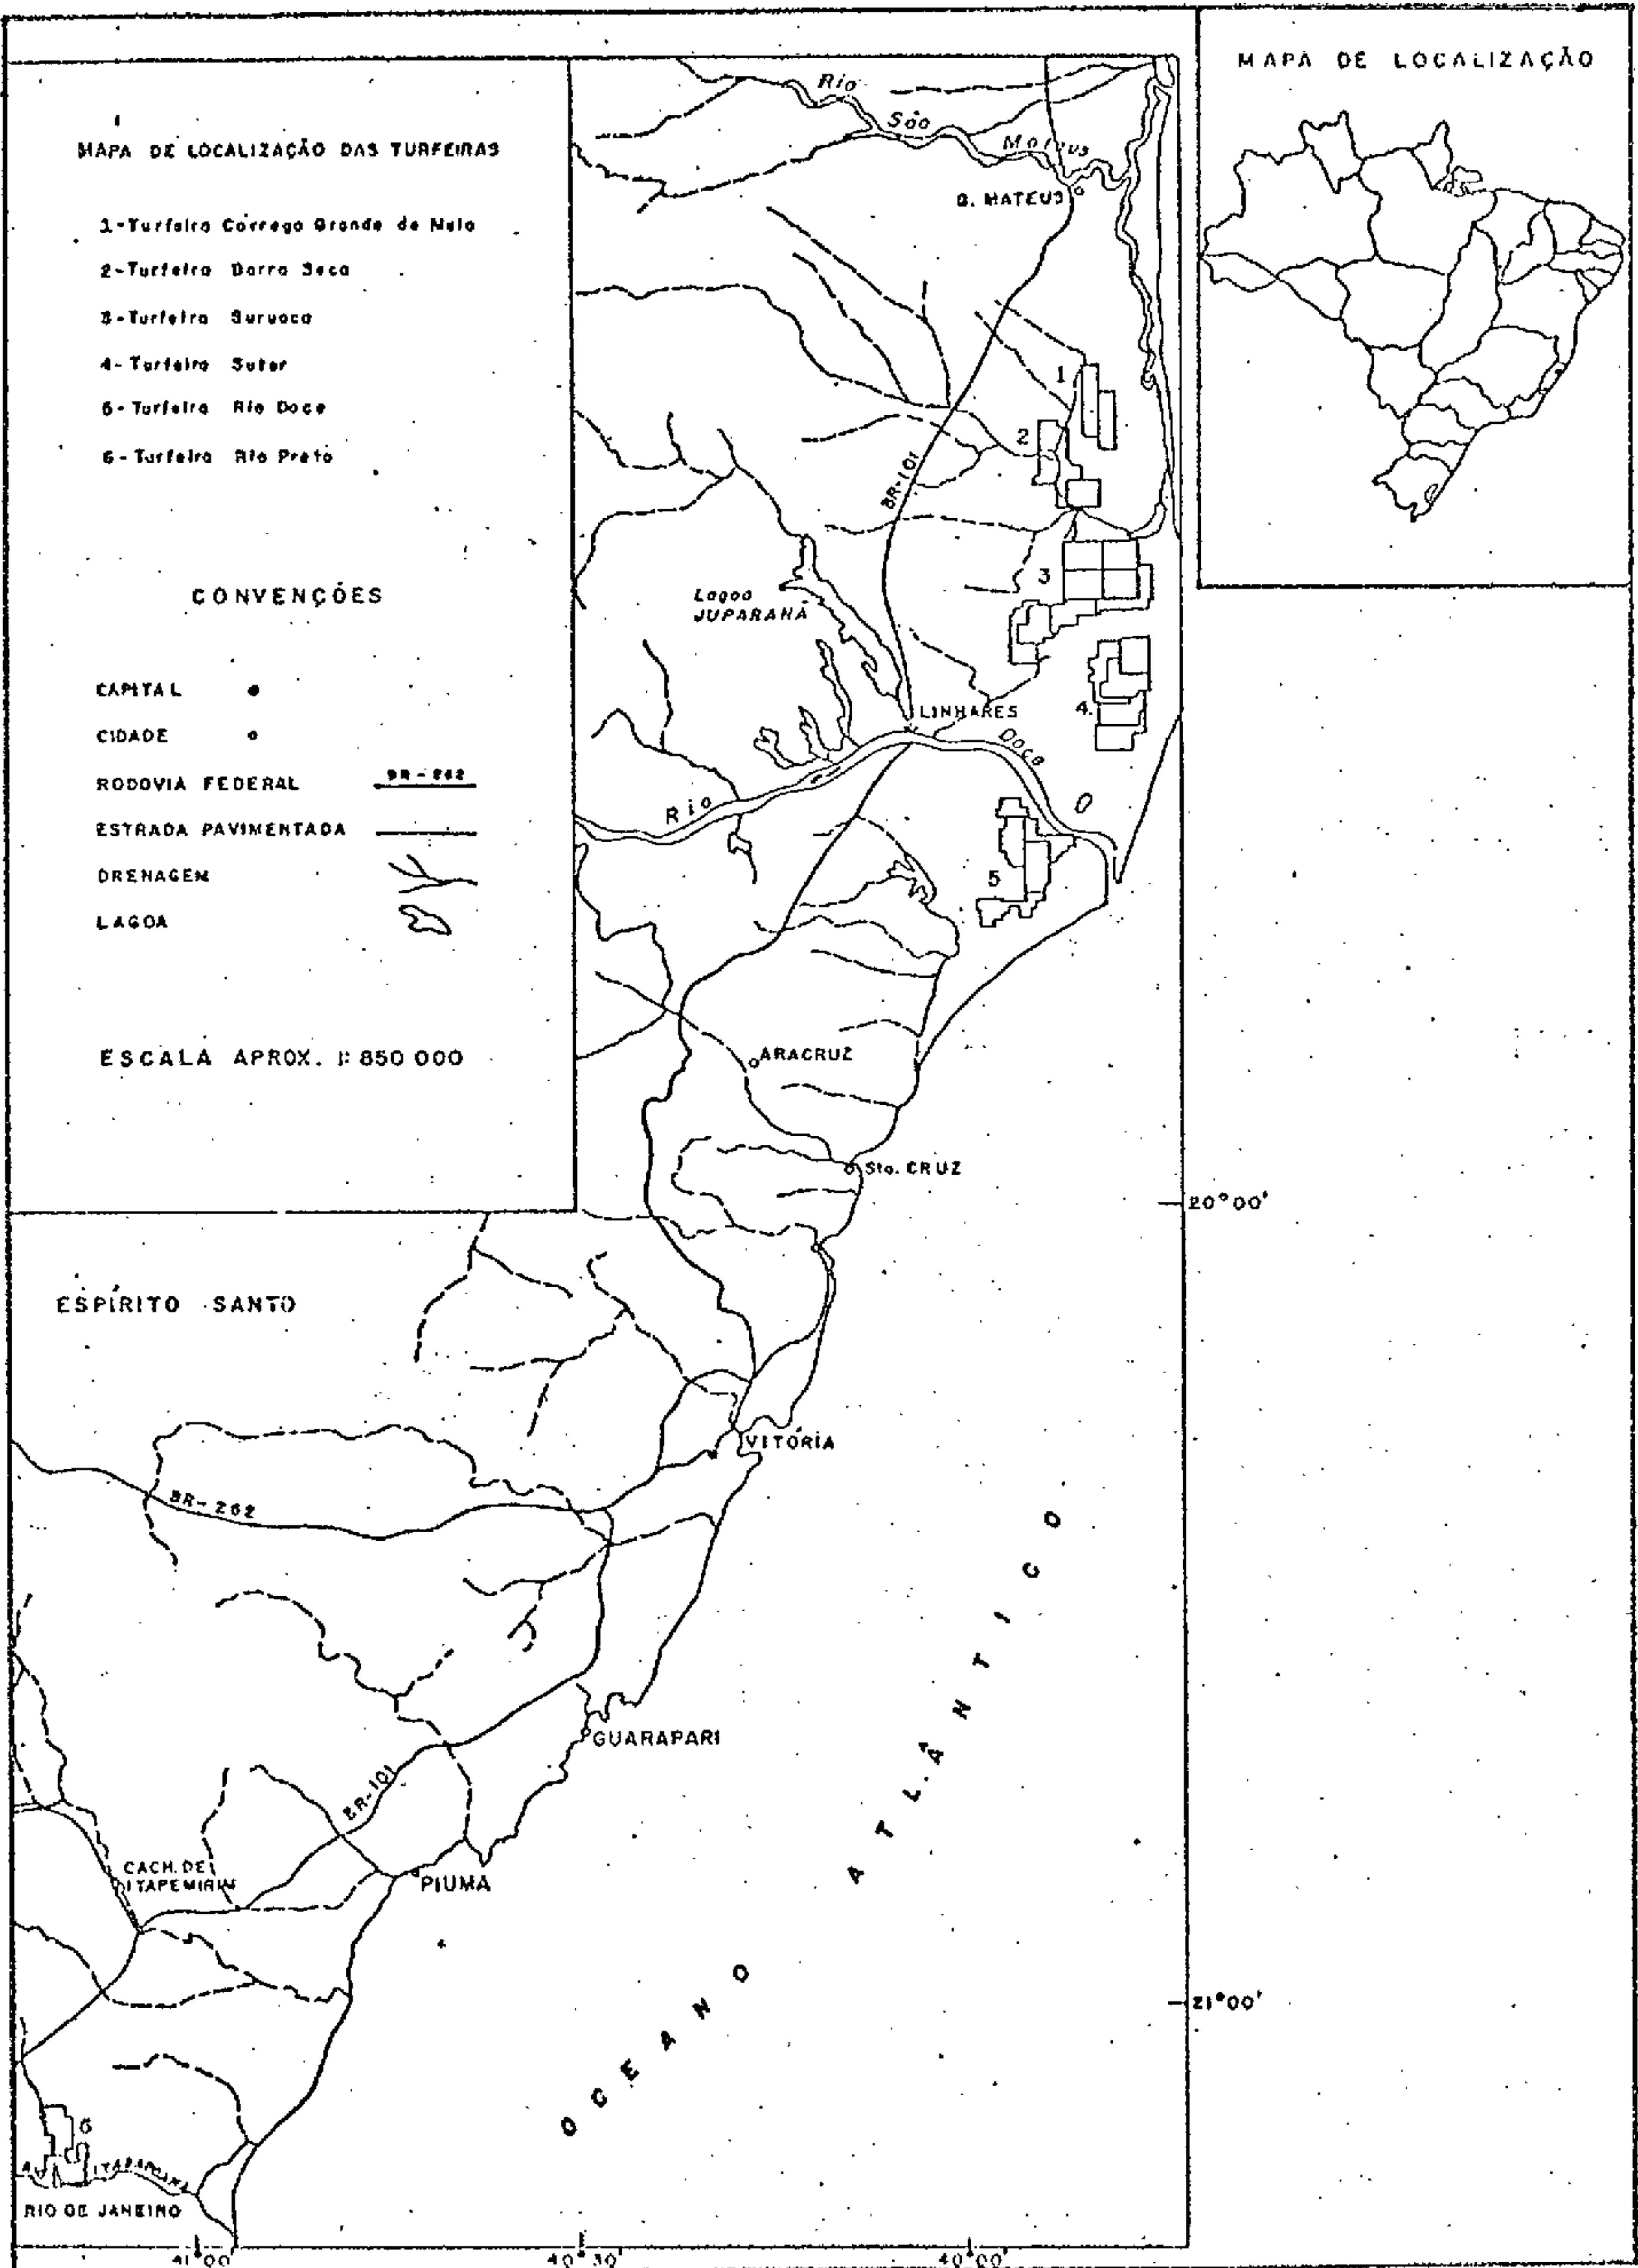 MAPA DE LOCALIZAÇÃO
MAPA DE LOCALIZAÇÃO DAS TURFEIRAS
1-Turfeira Córrego Grande de Meio
2-Turfeira Barra Seca
3-Turfeira Suruaca
4-Turfeira Suter
5-Turfeira Rio Doce
6-Turfeira Rio Preto
CONVENÇÕES
CAPITAL
CIDADE
RODOVIA FEDERAL BR-262
ESTRADA PAVIMENTADA
DRENAGEM
LAGOA
ESCALA APROX. 1:850 000
Rio São Mateus
S. MATEUS
1
2
BR-101
3
Lagoa
JUPARANÃ
4
LINHARES
Rio Doce
5
ARACRUZ
Sta. CRUZ
20°00'
ESPÍRITO SANTO
VITÓRIA
BR-262
GUARAPARI
BR-101
CACH. DE
ITAPEMIRIM
PIUMA
OCEANO ATLÂNTICO
21°00'
6
ITABAPOANA
RIO DE JANEIRO
41°00'
40°30'
40°00'